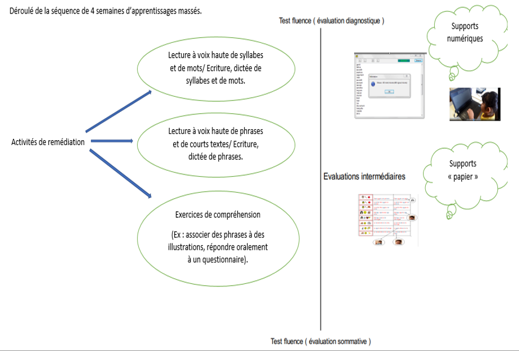 Déroulé de la séquence de 4 semaines d'apprentissages massés.
Test fluence ( évaluation diagnostique )
Supports
numériques
Lecture à voix haute de syllabes
et de mots/ Ecriture, dictée de
syllabes et de mots.
Activités de remédiation
Lecture à voix haute de phrases
et de courts textes/ Ecriture,
dictée de phrases.
Evaluations intermédiaires
Supports
« papier »
Exercices de compréhension
(Ex : associer des phrases à des
illustrations, répondre oralement
à un questionnaire).
Test fluence ( évaluation sommative )